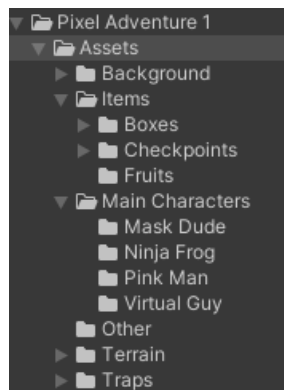 Pixel Adventure 1
Assets
Background
Items
Boxes
Checkpoints
Fruits
Main Characters
Mask Dude
Ninja Frog
Pink Man
Virtual Guy
Other
Terrain
Traps